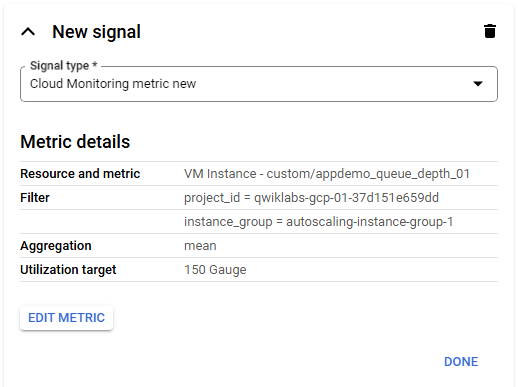 New signal
Signal type *
Cloud Monitoring metric new
Metric details
Resource and metric VM Instance - custom/appdemo_queue_depth_01
Filter project_id = qwiklabs-gcp-01-37d151e659dd
instance_group = autoscaling-instance-group-1
Aggregation mean
Utilization target 150 Gauge
EDIT METRIC
DONE